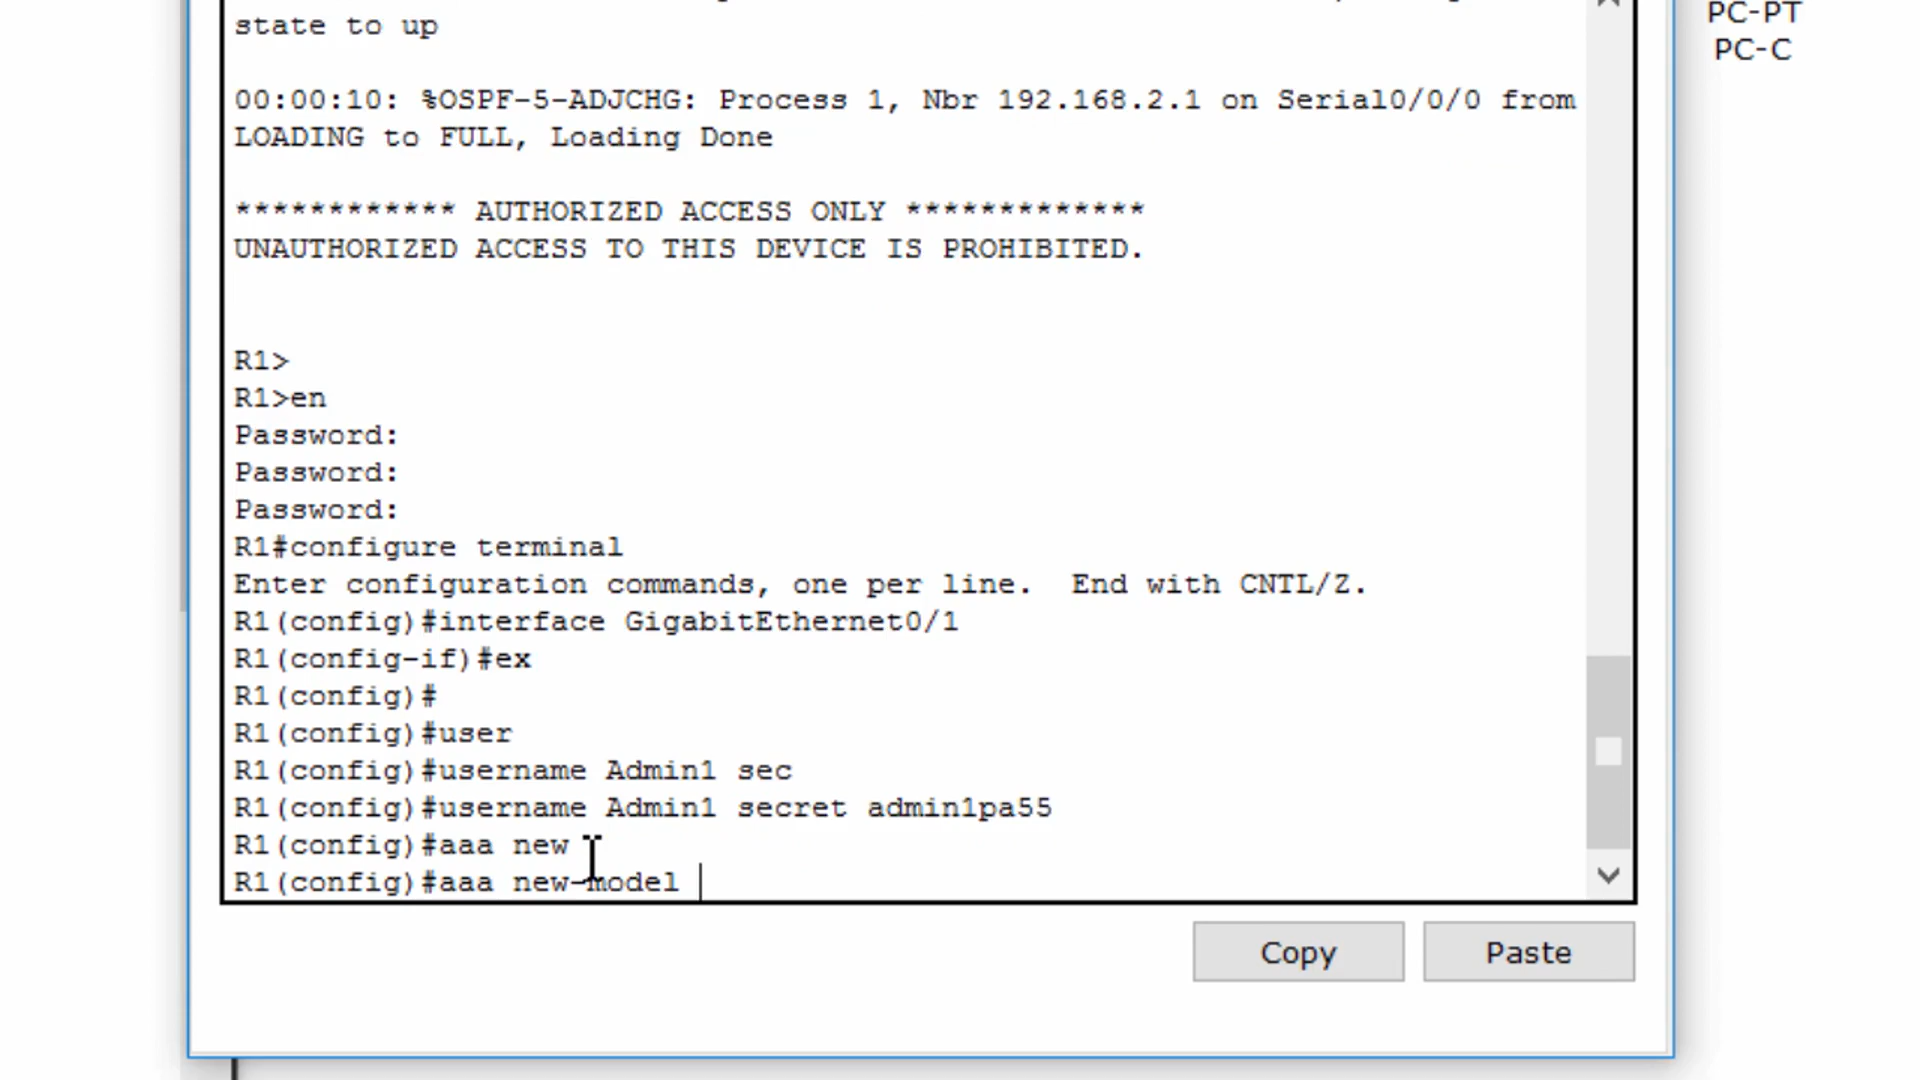 PC-PT
PC-C
state to up
00:00:10: %OSPF-5-ADJCHG: Process 1, Nbr 192.168.2.1 on Serial0/0/0 from
LOADING to FULL, Loading Done
************ AUTHORIZED ACCESS ONLY *************
UNAUTHORIZED ACCESS TO THIS DEVICE IS PROHIBITED.
R1>
R1>en
Password:
Password:
Password:
R1#configure terminal
Enter configuration commands, one per line.  End with CNTL/Z.
R1(config)#interface GigabitEthernet0/1
R1(config-if)#ex
R1(config)#
R1(config)#user
R1(config)#username Admin1 sec
R1(config)#username Admin1 secret admin1pa55
R1(config)#aaa new
R1(config)#aaa new-model
Copy
Paste